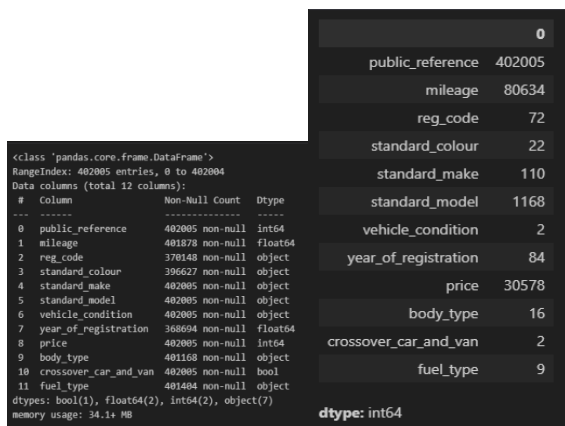 <class 'pandas.core.frame.DataFrame'>
RangeIndex: 402005 entries, 0 to 402004
Data columns (total 12 columns):
 #   Column                 Non-Null Count   Dtype
---  ------                 --------------   -----
 0   public_reference       402005 non-null  int64
 1   mileage                401878 non-null  float64
 2   reg_code               370148 non-null  object
 3   standard_colour        396627 non-null  object
 4   standard_make          402005 non-null  object
 5   standard_model         402005 non-null  object
 6   vehicle_condition      402005 non-null  object
 7   year_of_registration   368694 non-null  float64
 8   price                  402005 non-null  int64
 9   body_type              401168 non-null  object
 10  crossover_car_and_van  402005 non-null  bool
 11  fuel_type              401404 non-null  object
dtypes: bool(1), float64(2), int64(2), object(7)
memory usage: 34.1+ MB
0
public_reference 402005
mileage 80634
reg_code 72
standard_colour 22
standard_make 110
standard_model 1168
vehicle_condition 2
year_of_registration 84
price 30578
body_type 16
crossover_car_and_van 2
fuel_type 9
dtype: int64